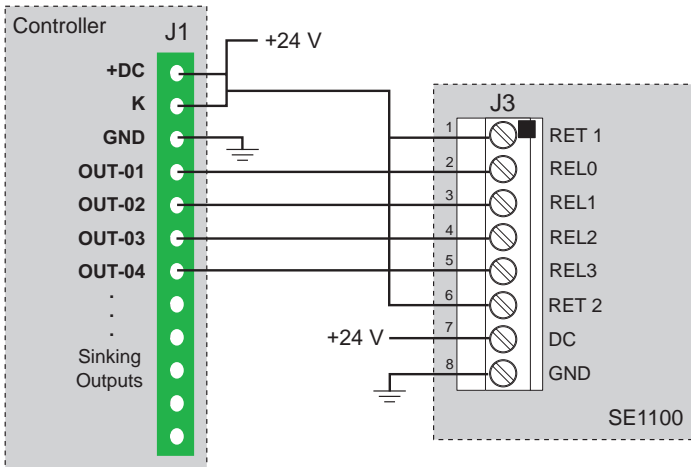 Controller
J1
+24 V
+DC
K
GND
OUT-01
OUT-02
OUT-03
OUT-04
.
.
.
Sinking
Outputs
J3
1 RET 1
2 REL0
3 REL1
4 REL2
5 REL3
6 RET 2
+24 V 7 DC
8 GND
SE1100